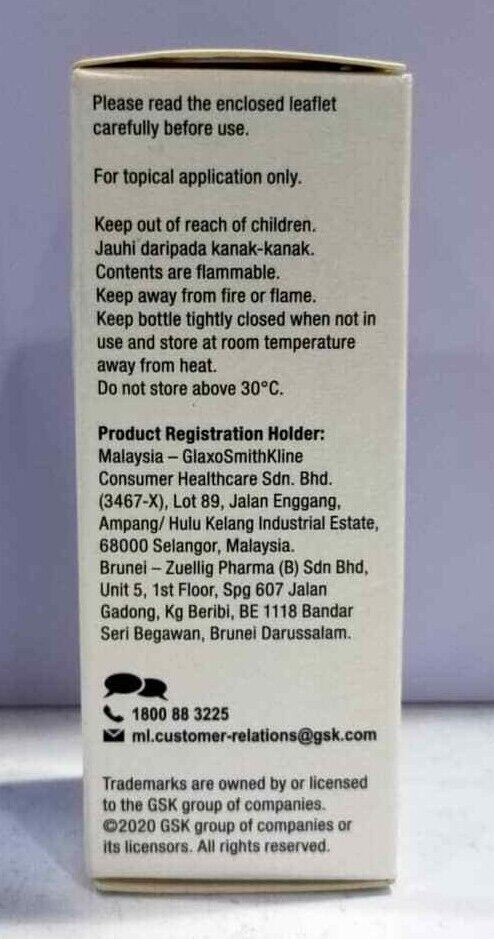 Please read the enclosed leaflet
carefully before use.
For topical application only.
Keep out of reach of children.
Jauhi daripada kanak-kanak.
Contents are flammable.
Keep away from fire or flame.
Keep bottle tightly closed when not in
use and store at room temperature
away from heat.
Do not store above 30°C.
Product Registration Holder:
Malaysia – GlaxoSmithKline
Consumer Healthcare Sdn. Bhd.
(3467-X), Lot 89, Jalan Enggang,
Ampang/ Hulu Kelang Industrial Estate,
68000 Selangor, Malaysia.
Brunei – Zuellig Pharma (B) Sdn Bhd,
Unit 5, 1st Floor, Spg 607 Jalan
Gadong, Kg Beribi, BE 1118 Bandar
Seri Begawan, Brunei Darussalam.
1800 88 3225
ml.customer-relations@gsk.com
Trademarks are owned by or licensed
to the GSK group of companies.
©2020 GSK group of companies or
its licensors. All rights reserved.